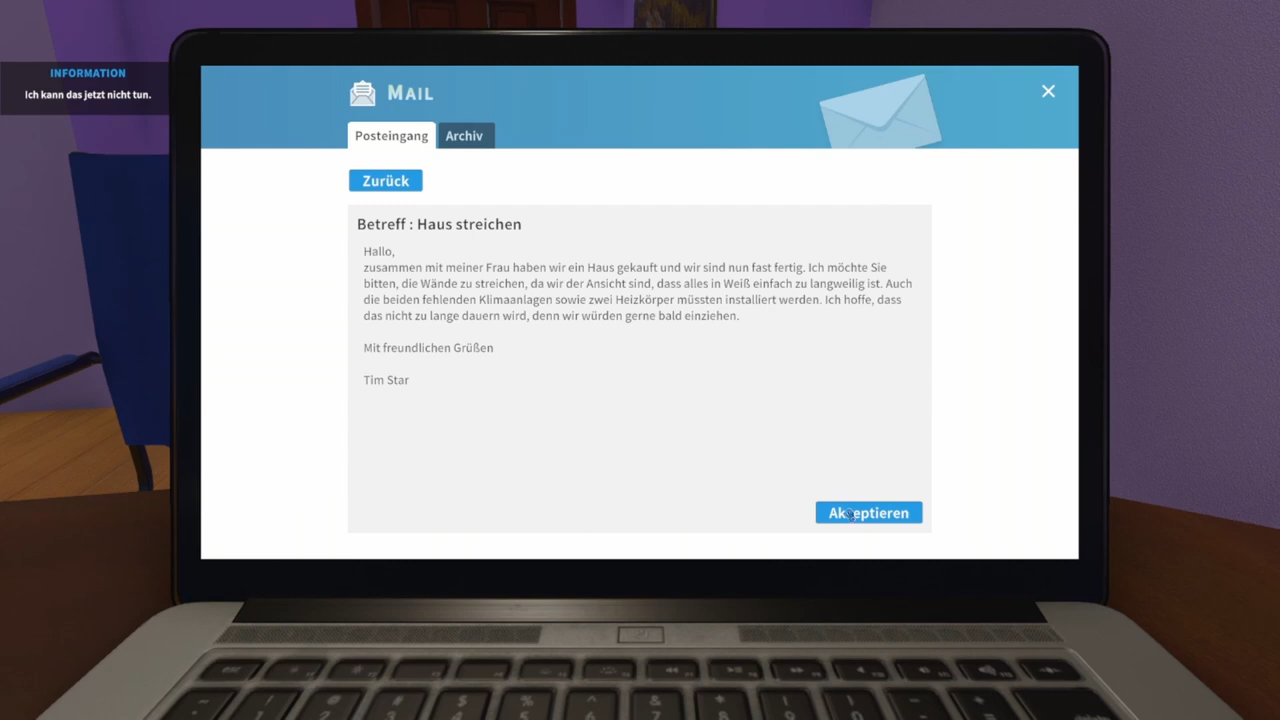 INFORMATION
Ich kann das jetzt nicht tun.
MAIL
Posteingang
Archiv
Zurück
Betreff : Haus streichen
Hallo,
zusammen mit meiner Frau haben wir ein Haus gekauft und wir sind nun fast fertig. Ich möchte Sie
bitten, die Wände zu streichen, da wir der Ansicht sind, dass alles in Weiß einfach zu langweilig ist. Auch
die beiden fehlenden Klimaanlagen sowie zwei Heizkörper müssten installiert werden. Ich hoffe, dass
das nicht zu lange dauern wird, denn wir würden gerne bald einziehen.
Mit freundlichen Grüßen
Tim Star
Akzeptieren